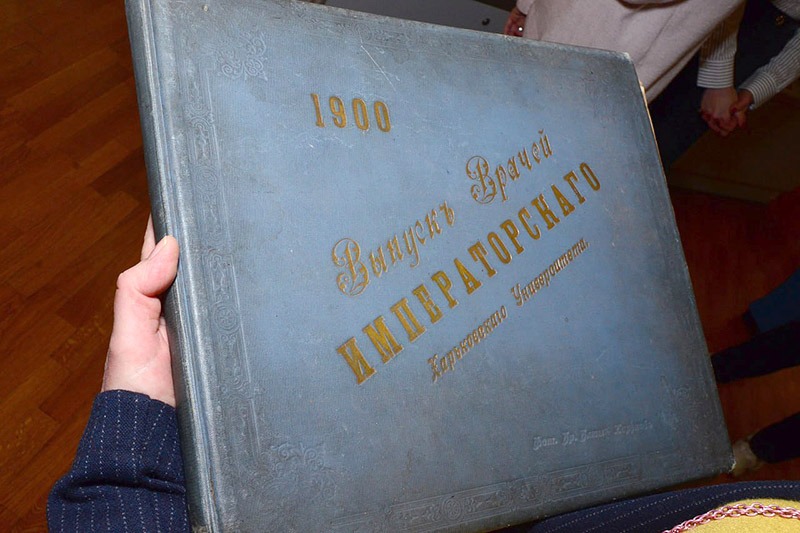 1900
Выпускъ Врачей
ИМПЕРАТОРСКАГО
Харьковскаго Университета.